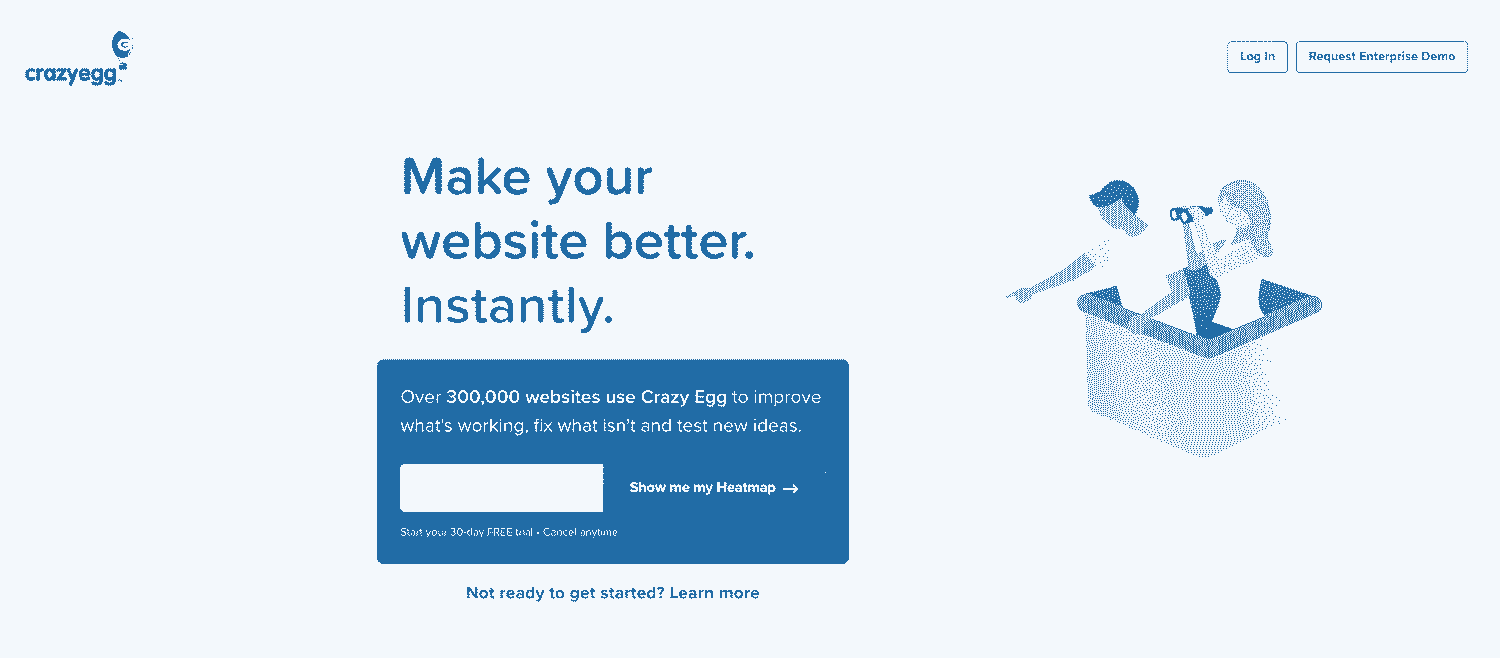 crazyegg
Log In
Request Enterprise Demo
Make your
website better.
Instantly.
Over 300,000 websites use Crazy Egg to improve
what's working, fix what isn't and test new ideas.
Show me my Heatmap →
Start your 30-day FREE trial • Cancel anytime
Not ready to get started? Learn more